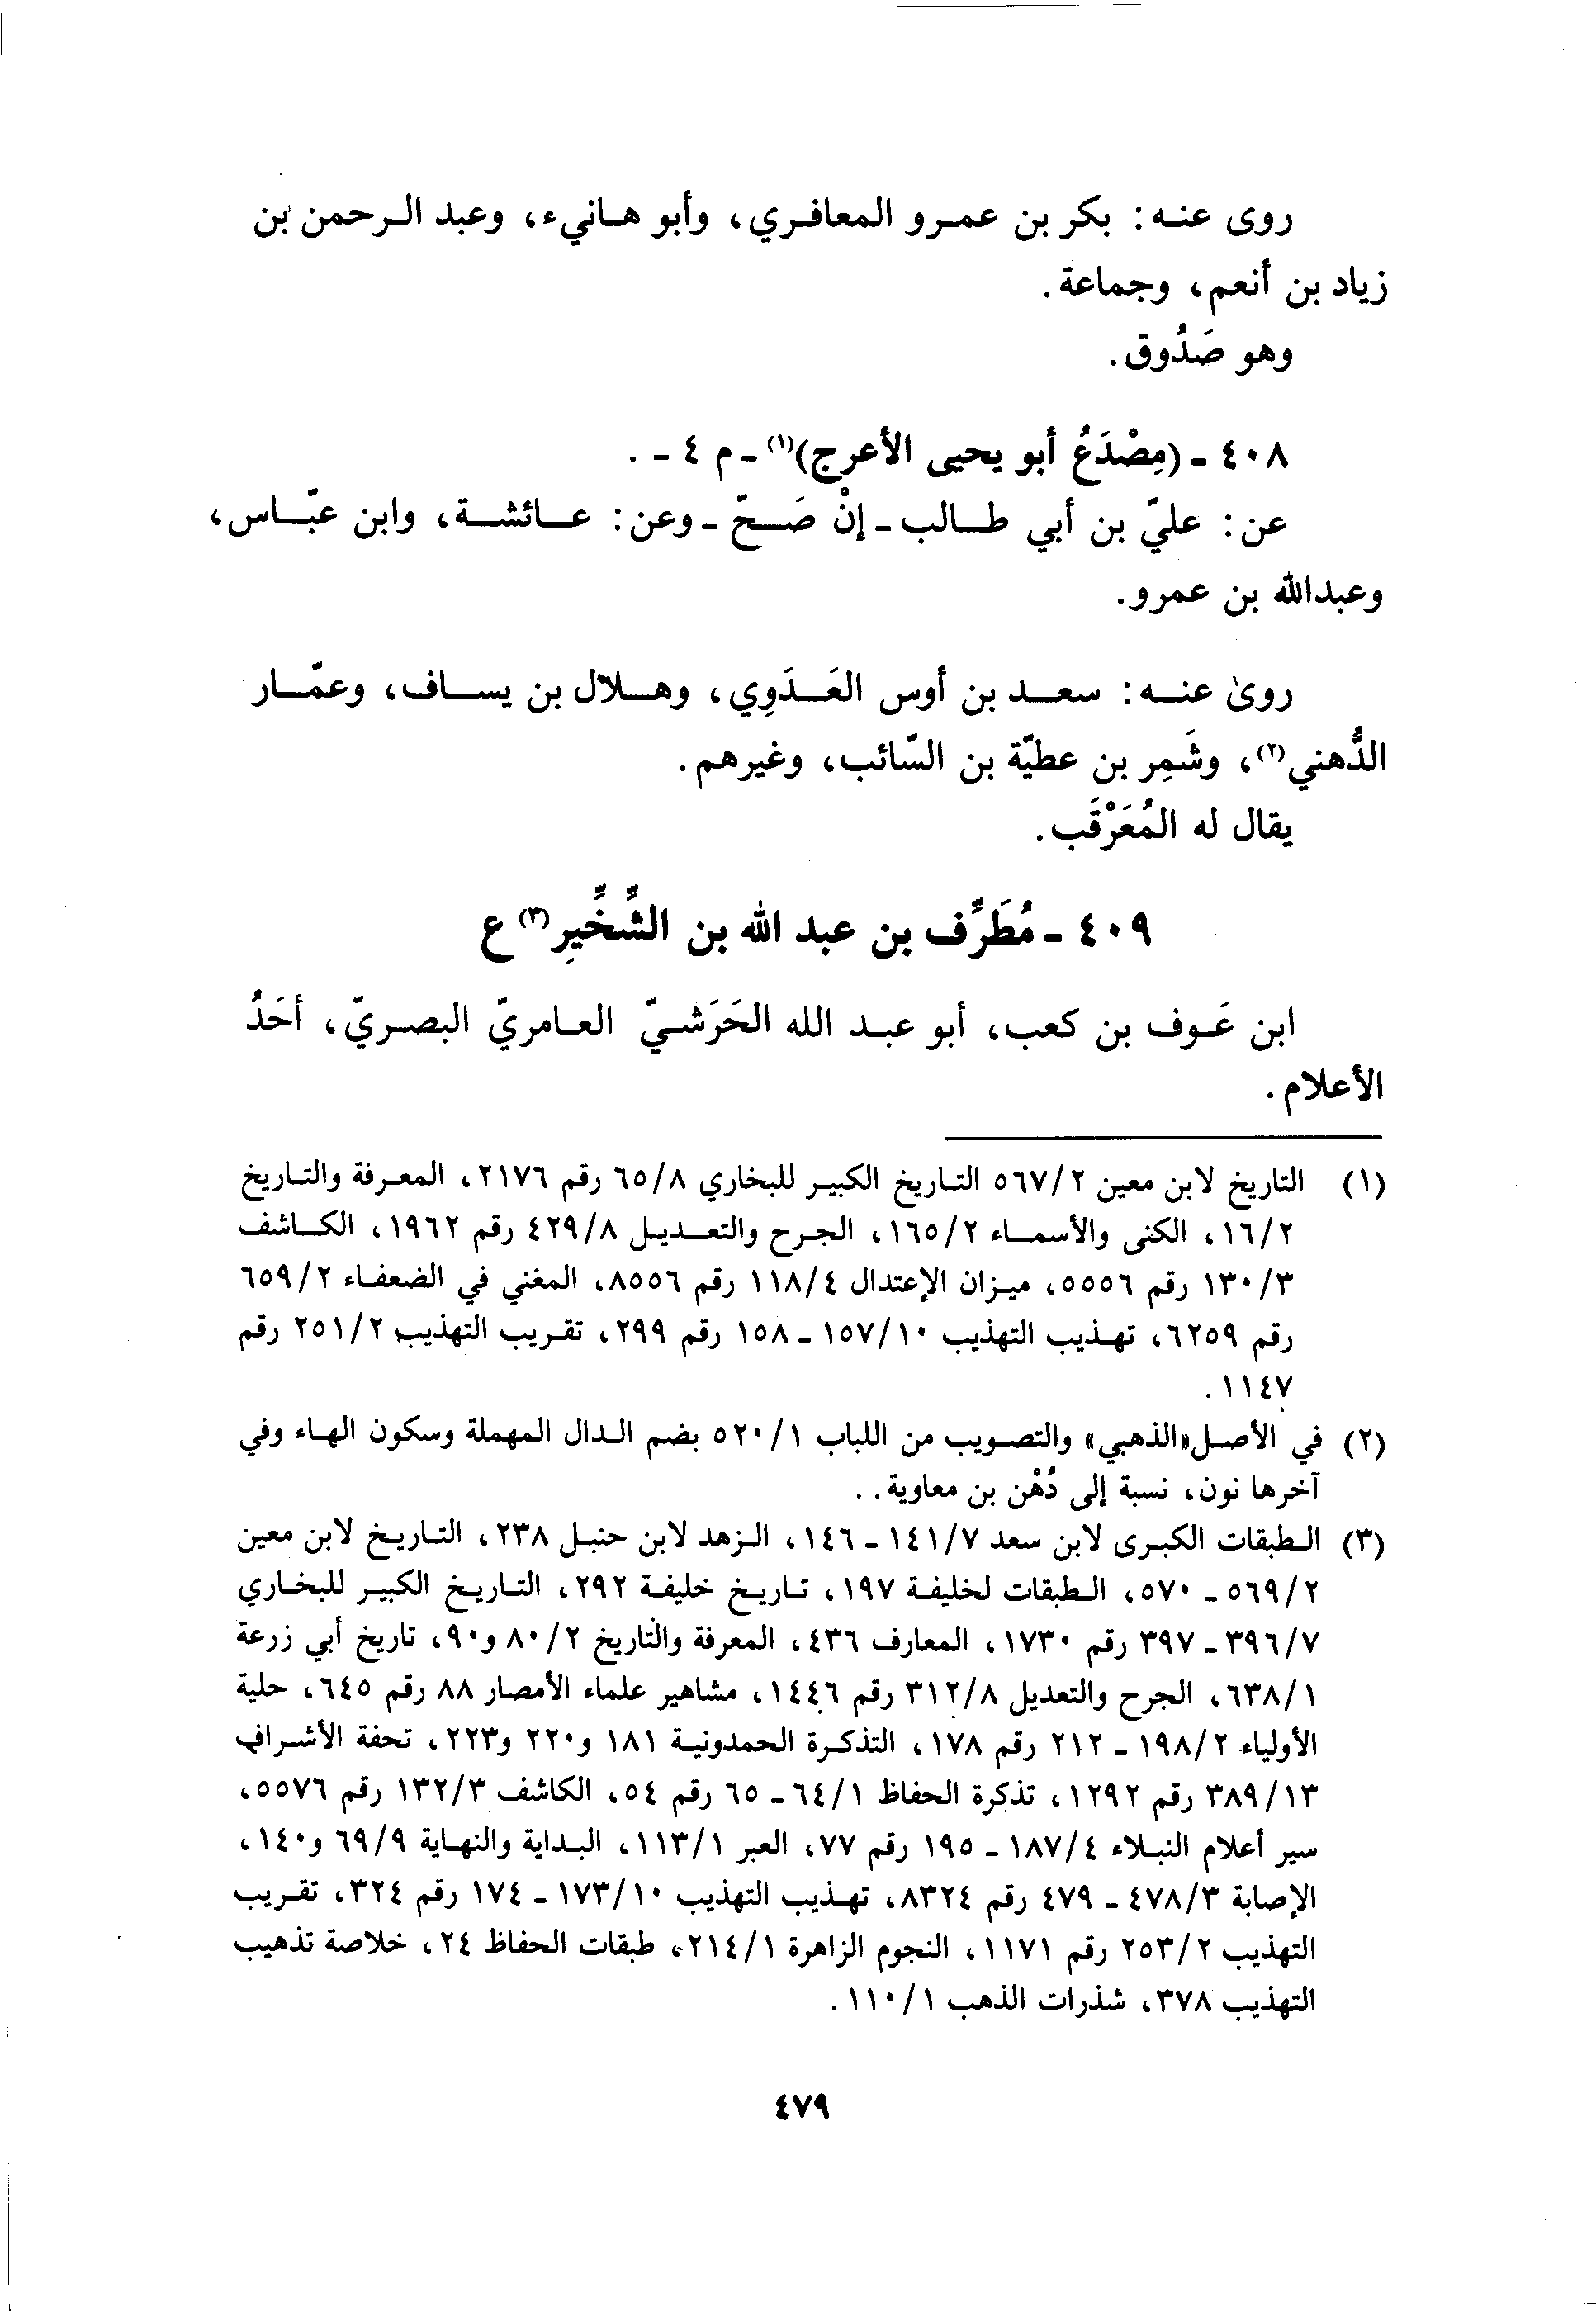 روى عنه: بكر بن عمرو المعافري، وأبو هانيء، وعبد الرحمن بن
زياد بن أنعم، وجماعة.
وهو صَدُوق.
٤٠٨ - (مِصْدَعُ أبو يحيى الأعرج)(١) - م ٤ - .
عن: عليّ بن أبي طالب - إنْ صَحّ - وعن: عائشة، وابن عبّاس،
وعبدالله بن عمرو.
روىٰ عنه: سعد بن أوس العَدَوِي، وهلال بن يساف، وعمّار
الدُّهني(٢)، وشَمِر بن عطيّة بن السّائب، وغيرهم.
يقال له المُعَرْقَب.
٤٠٩ - مُطَرِّف بن عبد الله بن الشِّخِّيرِ(٣) ع
ابن عَوف بن كعب، أبو عبد الله الحَرَشيّ العامريّ البصريّ، أحَدُ
الأعلام.
(١) التاريخ لابن معين ٥٦٧/٢ التاريخ الكبير للبخاري ٦٥/٨ رقم ٢١٧٦، المعرفة والتاريخ
١٦/٢، الكنى والأسماء ١٦٥/٢، الجرح والتعديل ٤٢٩/٨ رقم ١٩٦٢، الكاشف
١٣٠/٣ رقم ٥٥٥٦، ميزان الإعتدال ١١٨/٤ رقم ٨٥٥٦، المغني في الضعفاء ٦٥٩/٢
رقم ٦٢٥٩، تهذيب التهذيب ١٥٧/١٠ - ١٥٨ رقم ٢٩٩، تقريب التهذيب ٢٥١/٢ رقم
١١٤٧.
(٢) في الأصل «الذهبي» والتصويب من اللباب ٥٢٠/١ بضم الدال المهملة وسكون الهاء وفي
آخرها نون، نسبة إلى دُهْن بن معاوية..
(٣) الطبقات الكبرى لابن سعد ١٤١/٧ - ١٤٦، الزهد لابن حنبل ٢٣٨، التاريخ لابن معين
٥٦٩/٢ - ٥٧٠، الطبقات لخليفة ١٩٧، تاريخ خليفة ٢٩٢، التاريخ الكبير للبخاري
٣٩٦/٧ - ٣٩٧ رقم ١٧٣٠، المعارف ٤٣٦، المعرفة والتاريخ ٨٠/٢ و٩٠، تاريخ أبي زرعة
٦٣٨/١، الجرح والتعديل ٣١٢/٨ رقم ١٤٤٦، مشاهير علماء الأمصار ٨٨ رقم ٦٤٥، حلية
الأولياء ١٩٨/٢ - ٢١٢ رقم ١٧٨، التذكرة الحمدونية ١٨١ و٢٢٠ و٢٢٣، تحفة الأشراف
٣٨٩/١٣ رقم ١٢٩٢، تذكرة الحفاظ ٦٤/١ - ٦٥ رقم ٥٤، الكاشف ١٣٢/٣ رقم ٥٥٧٦،
سير أعلام النبلاء ١٨٧/٤ - ١٩٥ رقم ٧٧، العبر ١١٣/١، البداية والنهاية ٦٩/٩ و١٤٠،
الإصابة ٤٧٨/٣ - ٤٧٩ رقم ٨٣٢٤، تهذيب التهذيب ١٧٣/١٠ - ١٧٤ رقم ٣٢٤، تقريب
التهذيب ٢٥٣/٢ رقم ١١٧١، النجوم الزاهرة ٢١٤/١، طبقات الحفاظ ٢٤، خلاصة تذهيب
التهذيب ٣٧٨، شذرات الذهب ١١٠/١.
٤٧٩